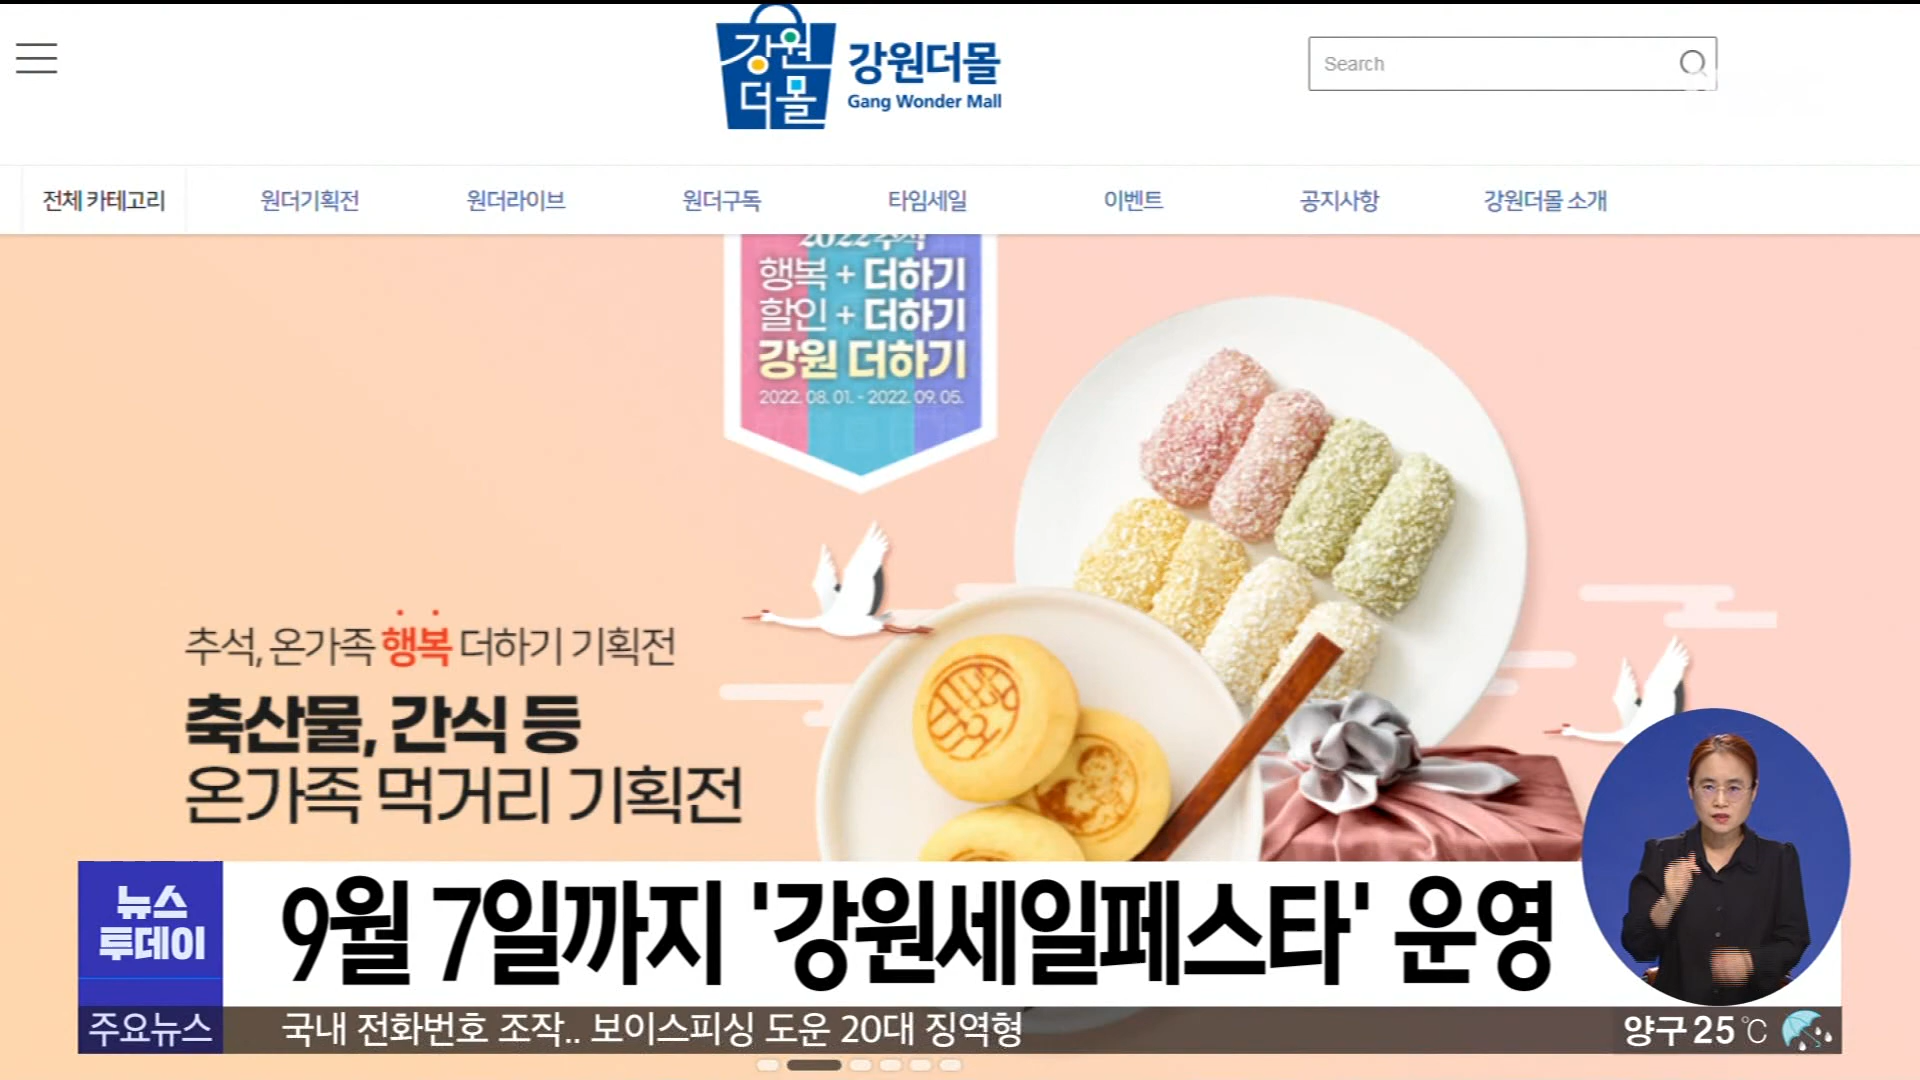 강원
더몰
강원더몰
Gang Wonder Mall
Search
전체 카테고리
원더기획전
원더라이브
원더구독
타임세일
이벤트
공지사항
강원더몰 소개
2022 추석
행복 + 더하기
할인 + 더하기
강원 더하기
2022. 08. 01. - 2022. 09. 05.
추석, 온가족 행복 더하기 기획전
축산물, 간식 등
온가족 먹거리 기획전
뉴스
투데이
9월 7일까지 '강원세일페스타' 운영
주요뉴스
국내 전화번호 조작.. 보이스피싱 도운 20대 징역형
양구 25℃